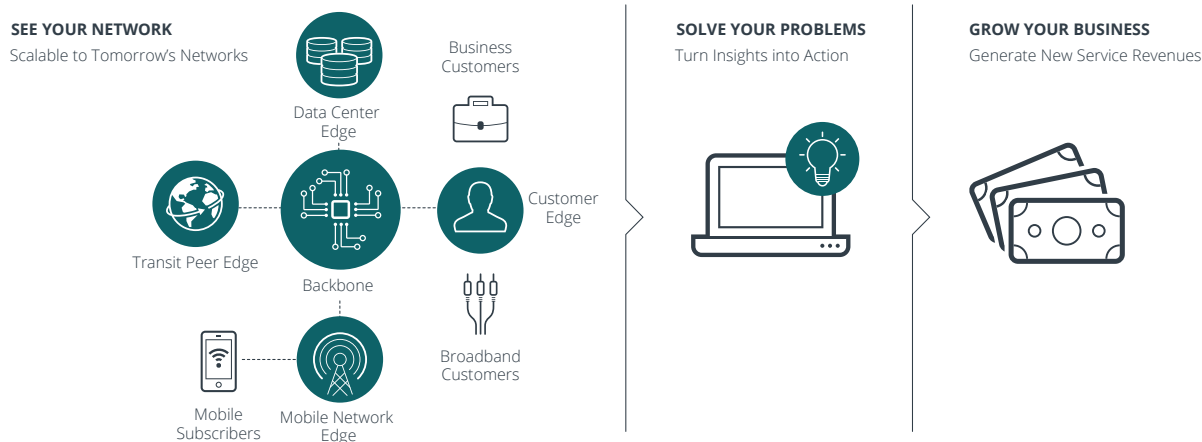 SEE YOUR NETWORK
Scalable to Tomorrow's Networks
Data Center
Edge
Business
Customers
Transit Peer Edge
Backbone
Customer
Edge
Mobile
Subscribers
Mobile Network
Edge
Broadband
Customers
SOLVE YOUR PROBLEMS
Turn Insights into Action
GROW YOUR BUSINESS
Generate New Service Revenues